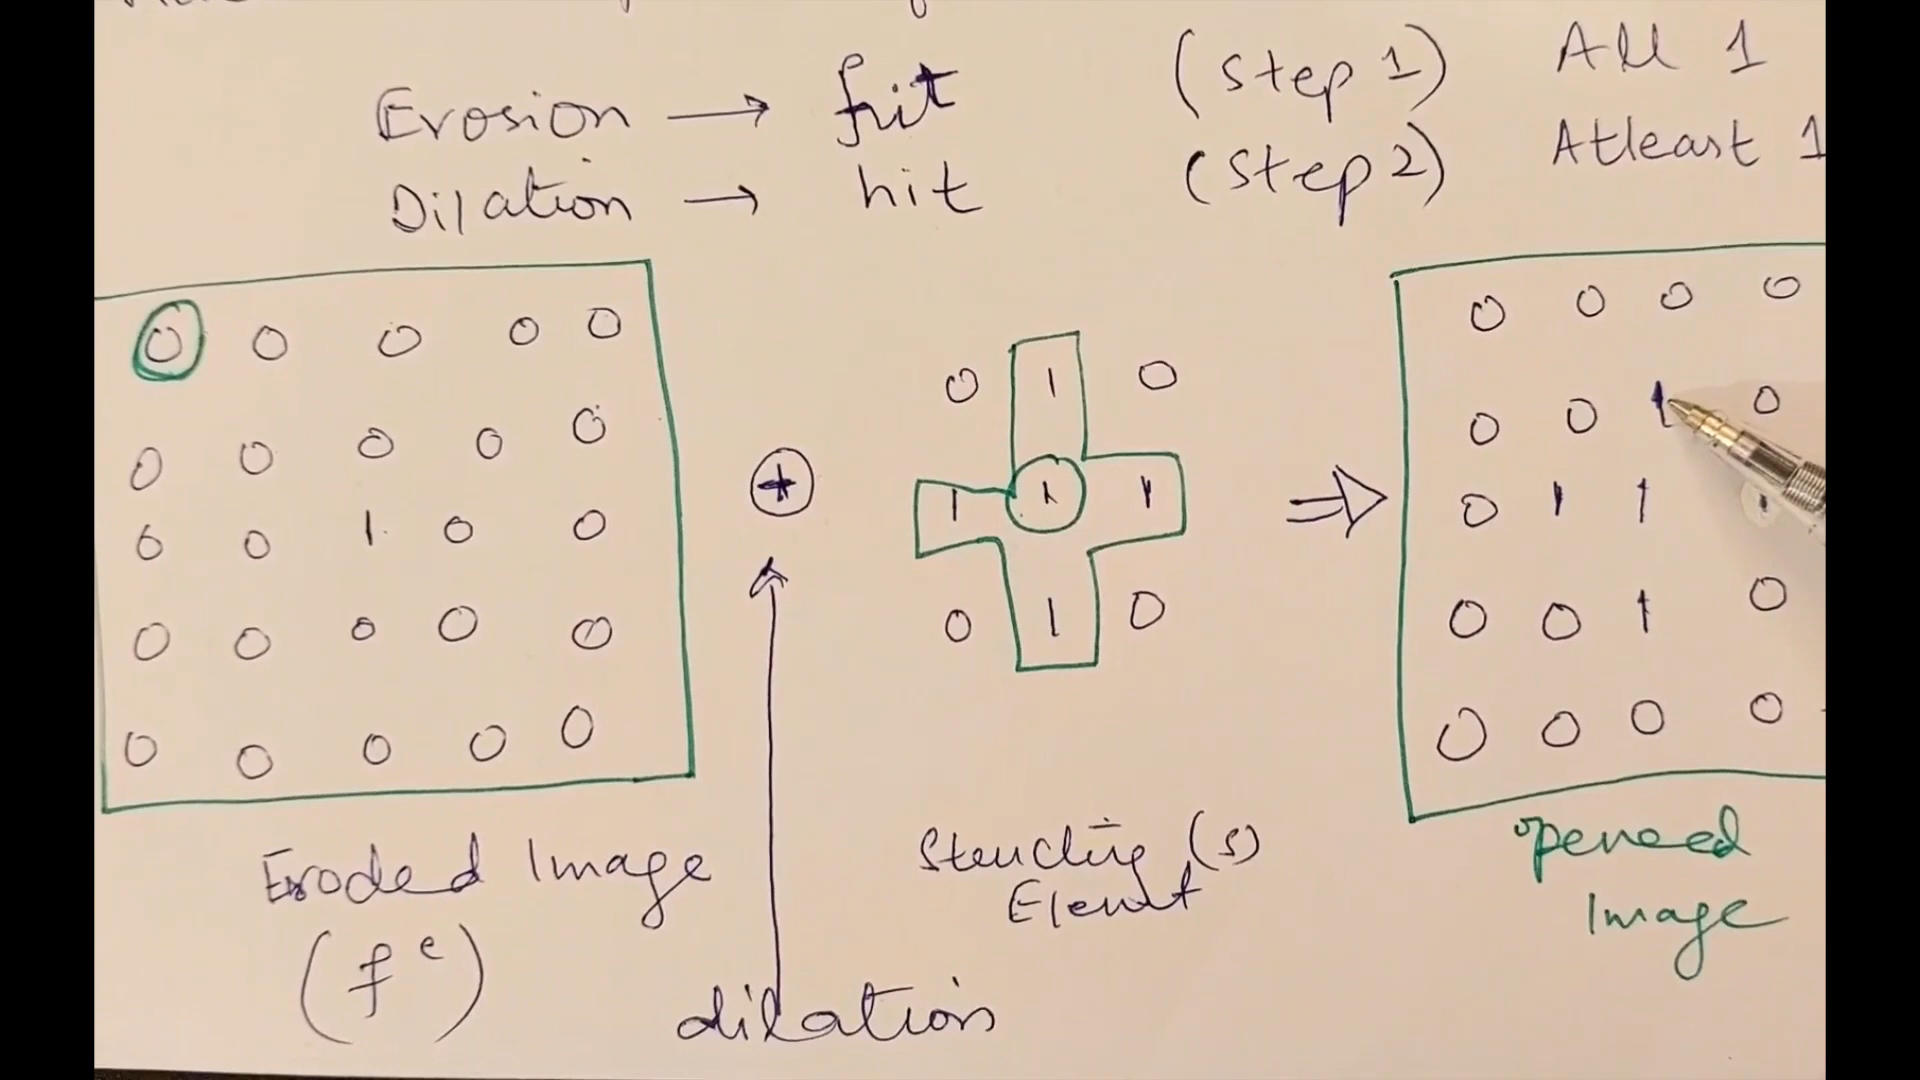 Erosion → fit (Step 1) All 1
Dilation → hit (Step 2) Atleast 1
0 0 0 0 0
0 0 0 0 0
0 0 1 0 0
0 0 0 0 0
0 0 0 0 0
+
0 1 0
1 1 1
0 1 0
⇒
0 0 0 0
0 0 1 0
0 1 1
0 0 1 0
0 0 0 0
Eroded Image
(f^e)
dilation
(s)
Opened
Image